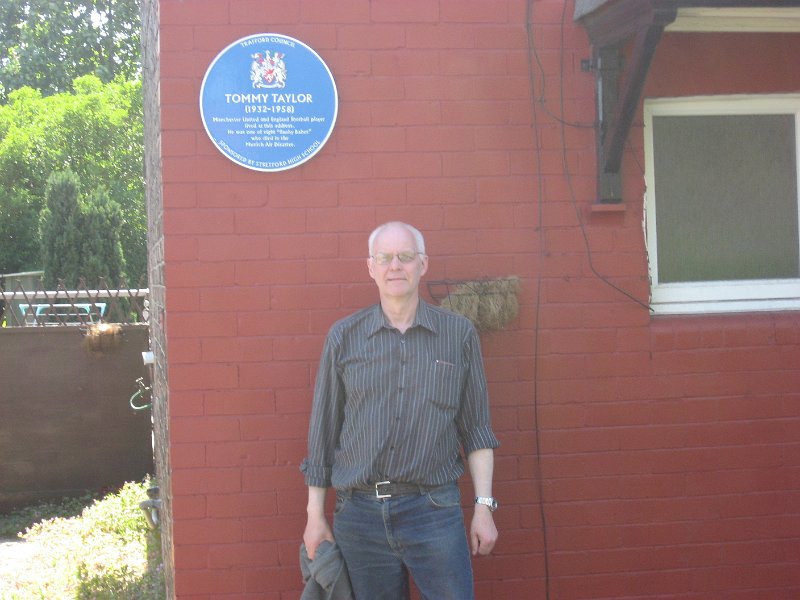 TRAFFORD COUNCIL
TOMMY TAYLOR
(1932-1958)
Manchester United and England football player
lived at this address.
He was one of eight "Busby Babes"
who died in the
Munich Air Disaster.
SPONSORED BY STRETFORD HIGH SCHOOL